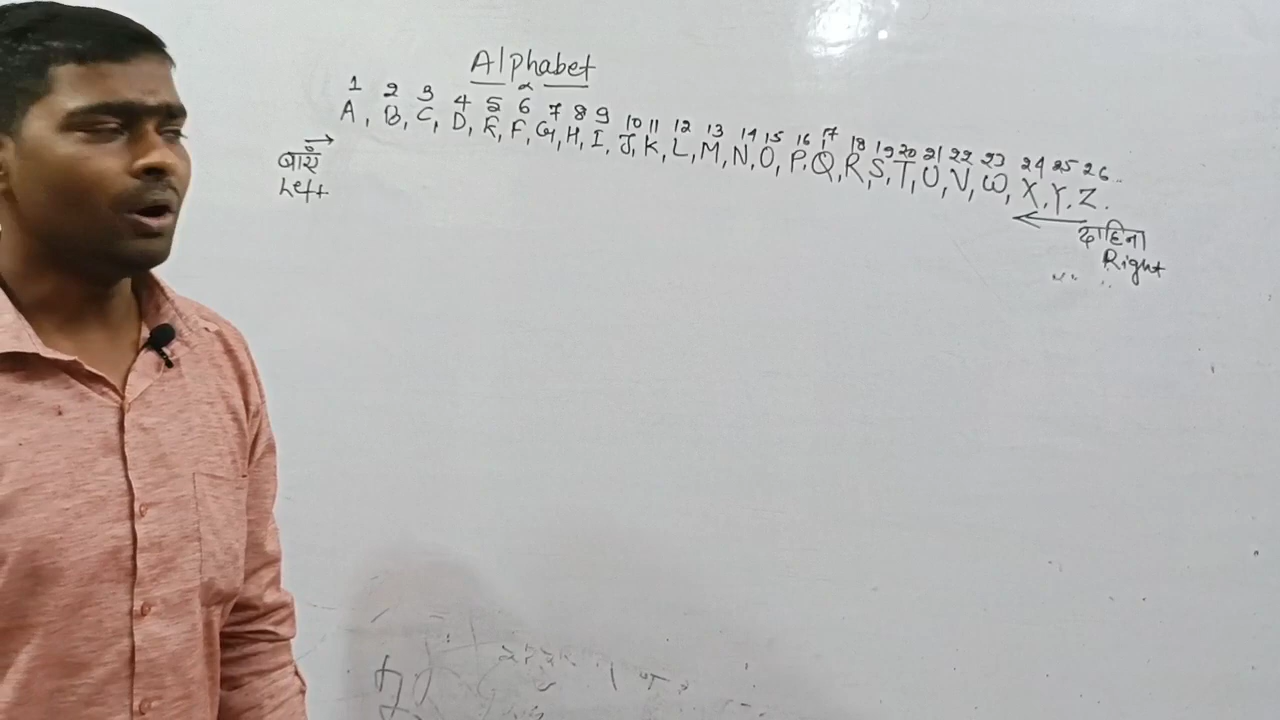 Alphabet
1 2 3 4 5 6 7 8 9 10 11 12 13 14 15 16 17 18 19 20 21 22 23 24 25 26
A, B, C, D, E, F, G, H, I, J, K, L, M, N, O, P, Q, R, S, T, U, V, W, X, Y, Z.
→
बायें
Left
←
दाहिना
Right